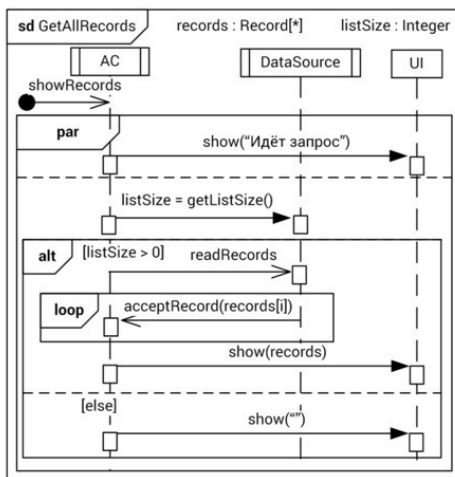 sd GetAllRecords records : Record[*] listSize : Integer
AC DataSource UI
showRecords
par
show("Идёт запрос")
listSize = getListSize()
alt [listSize > 0] readRecords
loop acceptRecord(records[i])
show(records)
[else]
show("")